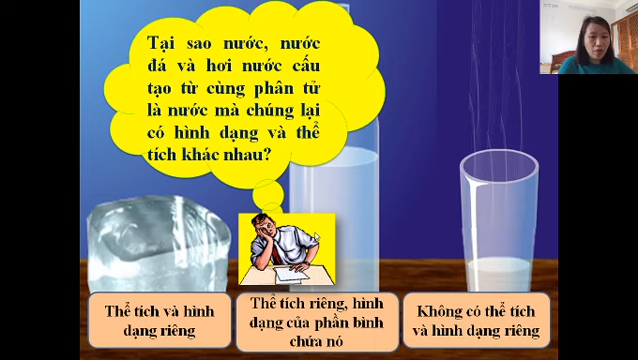 Tại sao nước, nước
đá và hơi nước cấu
tạo từ cùng phân tử
là nước mà chúng lại
có hình dạng và thể
tích khác nhau?
Thể tích và hình
dạng riêng
Thể tích riêng, hình
dạng của phần bình
chứa nó
Không có thể tích
và hình dạng riêng